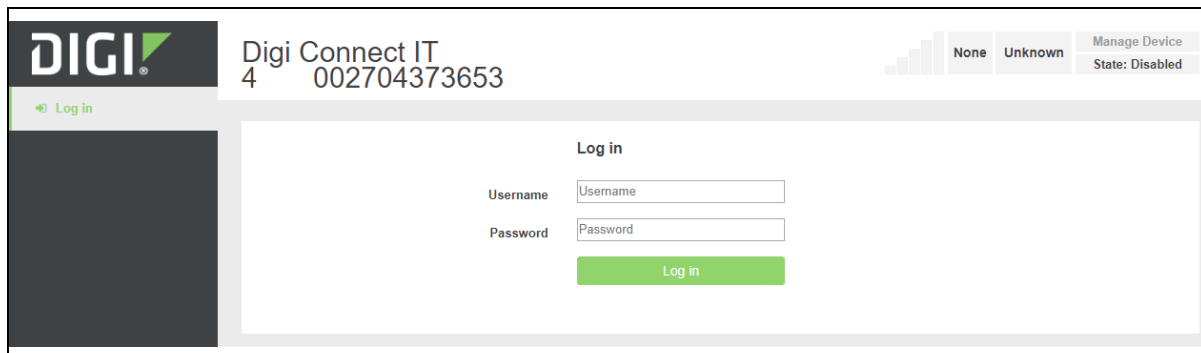 DIGI
Log in
Digi Connect IT
4 002704373653
None Unknown
Manage Device
State: Disabled
Log in
Username Username
Password Password
Log in